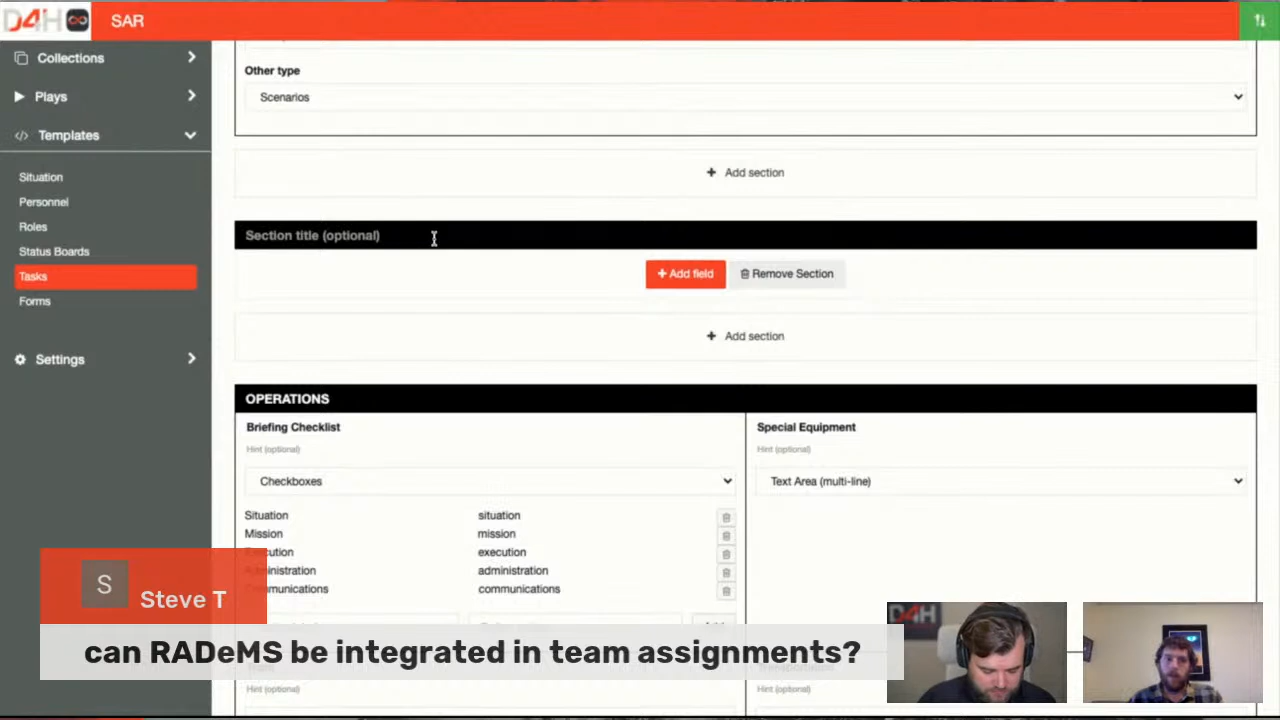 D4H
SAR
Collections
Plays
Templates
Situation
Personnel
Roles
Status Boards
Tasks
Forms
Settings
Other type
Scenarios
+ Add section
Section title (optional)
+ Add field
Remove Section
+ Add section
OPERATIONS
Briefing Checklist
Special Equipment
Hint (optional)
Hint (optional)
Checkboxes
Text Area (multi-line)
Situation situation
Mission mission
execution
administration
communications
Hint (optional)
Hint (optional)
S
Steve T
can RADeMS be integrated in team assignments?
D4H